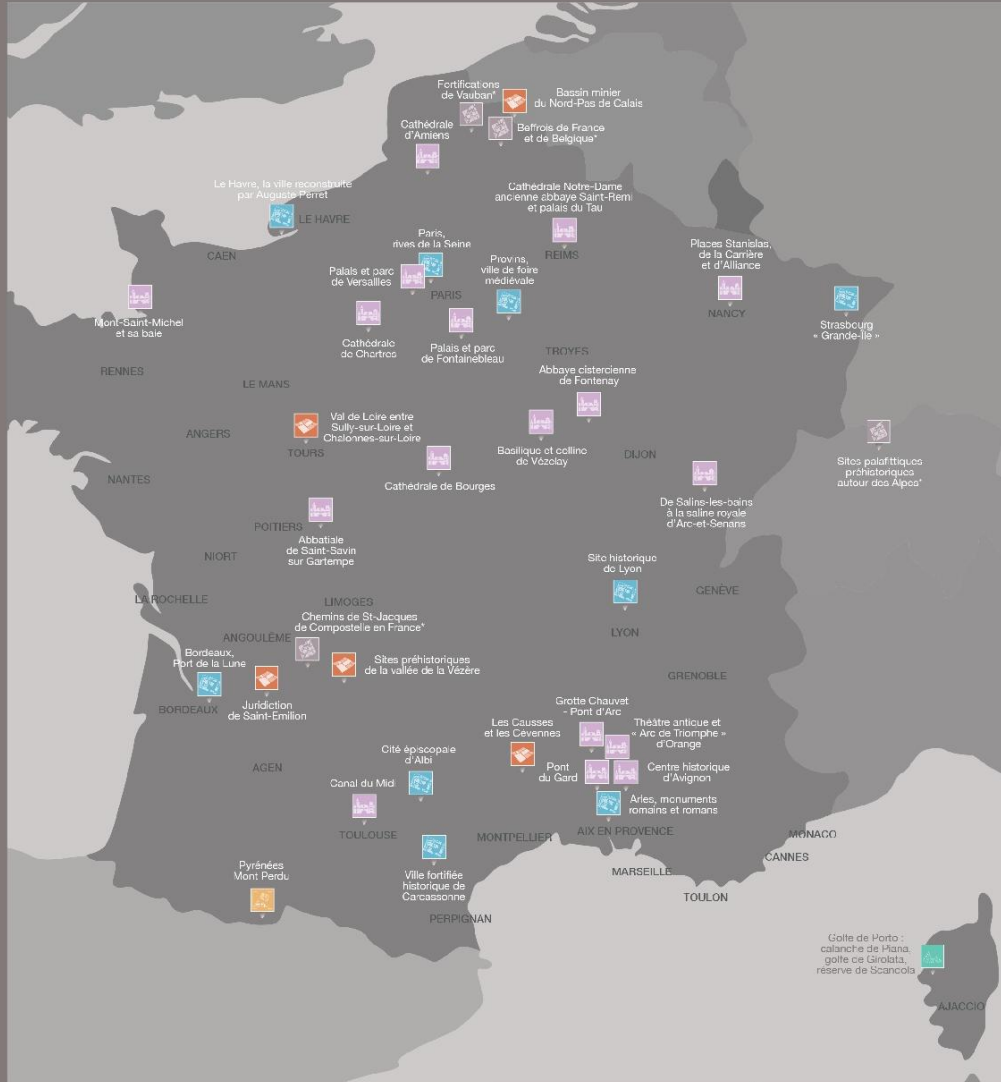 Fortifications
de Vauban*
Bassin minier
du Nord-Pas de Calais
Beffrois de France
et de Belgique*
Cathédrale
d'Amiens
Le Havre, la ville reconstruite
par Auguste Perret
LE HAVRE
Cathédrale Notre-Dame
ancienne abbaye Saint-Remi
et palais du Tau
REIMS
CAEN
Paris,
rives de la Seine
Palais et parc
de Versailles
PARIS
Provins,
ville de foire
médiévale
Places Stanislas,
de la Carrière
et d'Alliance
NANCY
Strasbourg
« Grande-Île »
Mont-Saint-Michel
et sa baie
Cathédrale
de Chartres
Palais et parc
de Fontainebleau
TROYES
RENNES
LE MANS
Abbaye cistercienne
de Fontenay
Val de Loire entre
Sully-sur-Loire et
Chalonnes-sur-Loire
ANGERS
TOURS
Basilique et colline
de Vézelay
DIJON
Sites palafittiques
préhistoriques
autour des Alpes*
NANTES
Cathédrale de Bourges
De Salins-les-bains
à la saline royale
d'Arc-et-Senans
POITIERS
Abbatiale
de Saint-Savin
sur Gartempe
NIORT
Site historique
de Lyon
GENÈVE
LA ROCHELLE
LIMOGES
Chemins de St-Jacques
de Compostelle en France*
LYON
ANGOULÈME
Bordeaux,
Port de la Lune
Sites préhistoriques
de la vallée de la Vézère
GRENOBLE
BORDEAUX
Juridiction
de Saint-Emilion
Grotte Chauvet
- Pont d'Arc
Les Causses
et les Cévennes
Théâtre antique et
« Arc de Triomphe »
d'Orange
AGEN
Cité épiscopale
d'Albi
Pont
du Gard
Centre historique
d'Avignon
Canal du Midi
Arles, monuments
romains et romans
TOULOUSE
MONTPELLIER
AIX EN PROVENCE
MONACO
CANNES
Pyrénées
Mont Perdu
Ville fortifiée
historique de
Carcassonne
MARSEILLE
TOULON
PERPIGNAN
Golfe de Porto :
calanche de Piana,
golfe de Girolata,
réserve de Scandola
AJACCIO